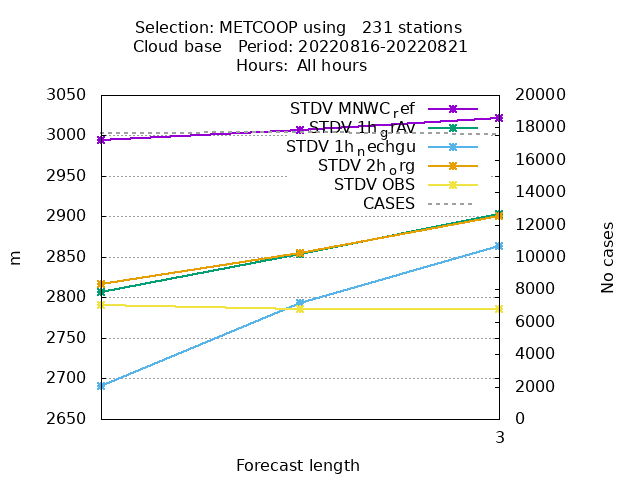 Selection: METCOOP using   231 stations
Cloud base   Period: 20220816-20220821
Hours:  All hours
3050
3000
2950
2900
2850
2800
2750
2700
2650
m
STDV MNWC_ref
STDV 1h_grAV
STDV 1h_nechgu
STDV 2h_org
STDV OBS
CASES
20000
18000
16000
14000
12000
10000
8000
6000
4000
2000
0
No cases
3
Forecast length